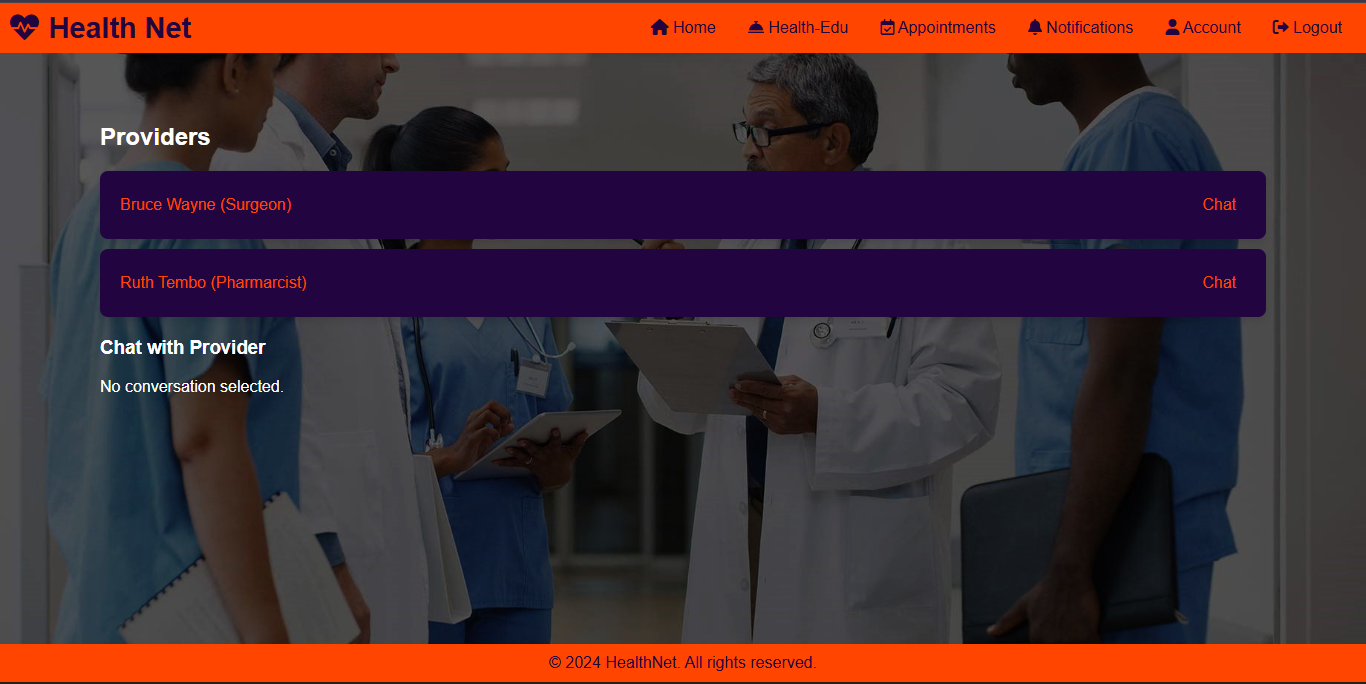 Health Net
Home Health-Edu Appointments Notifications Account Logout
Providers
Bruce Wayne (Surgeon) Chat
Ruth Tembo (Pharmarcist) Chat
Chat with Provider
No conversation selected.
© 2024 HealthNet. All rights reserved.